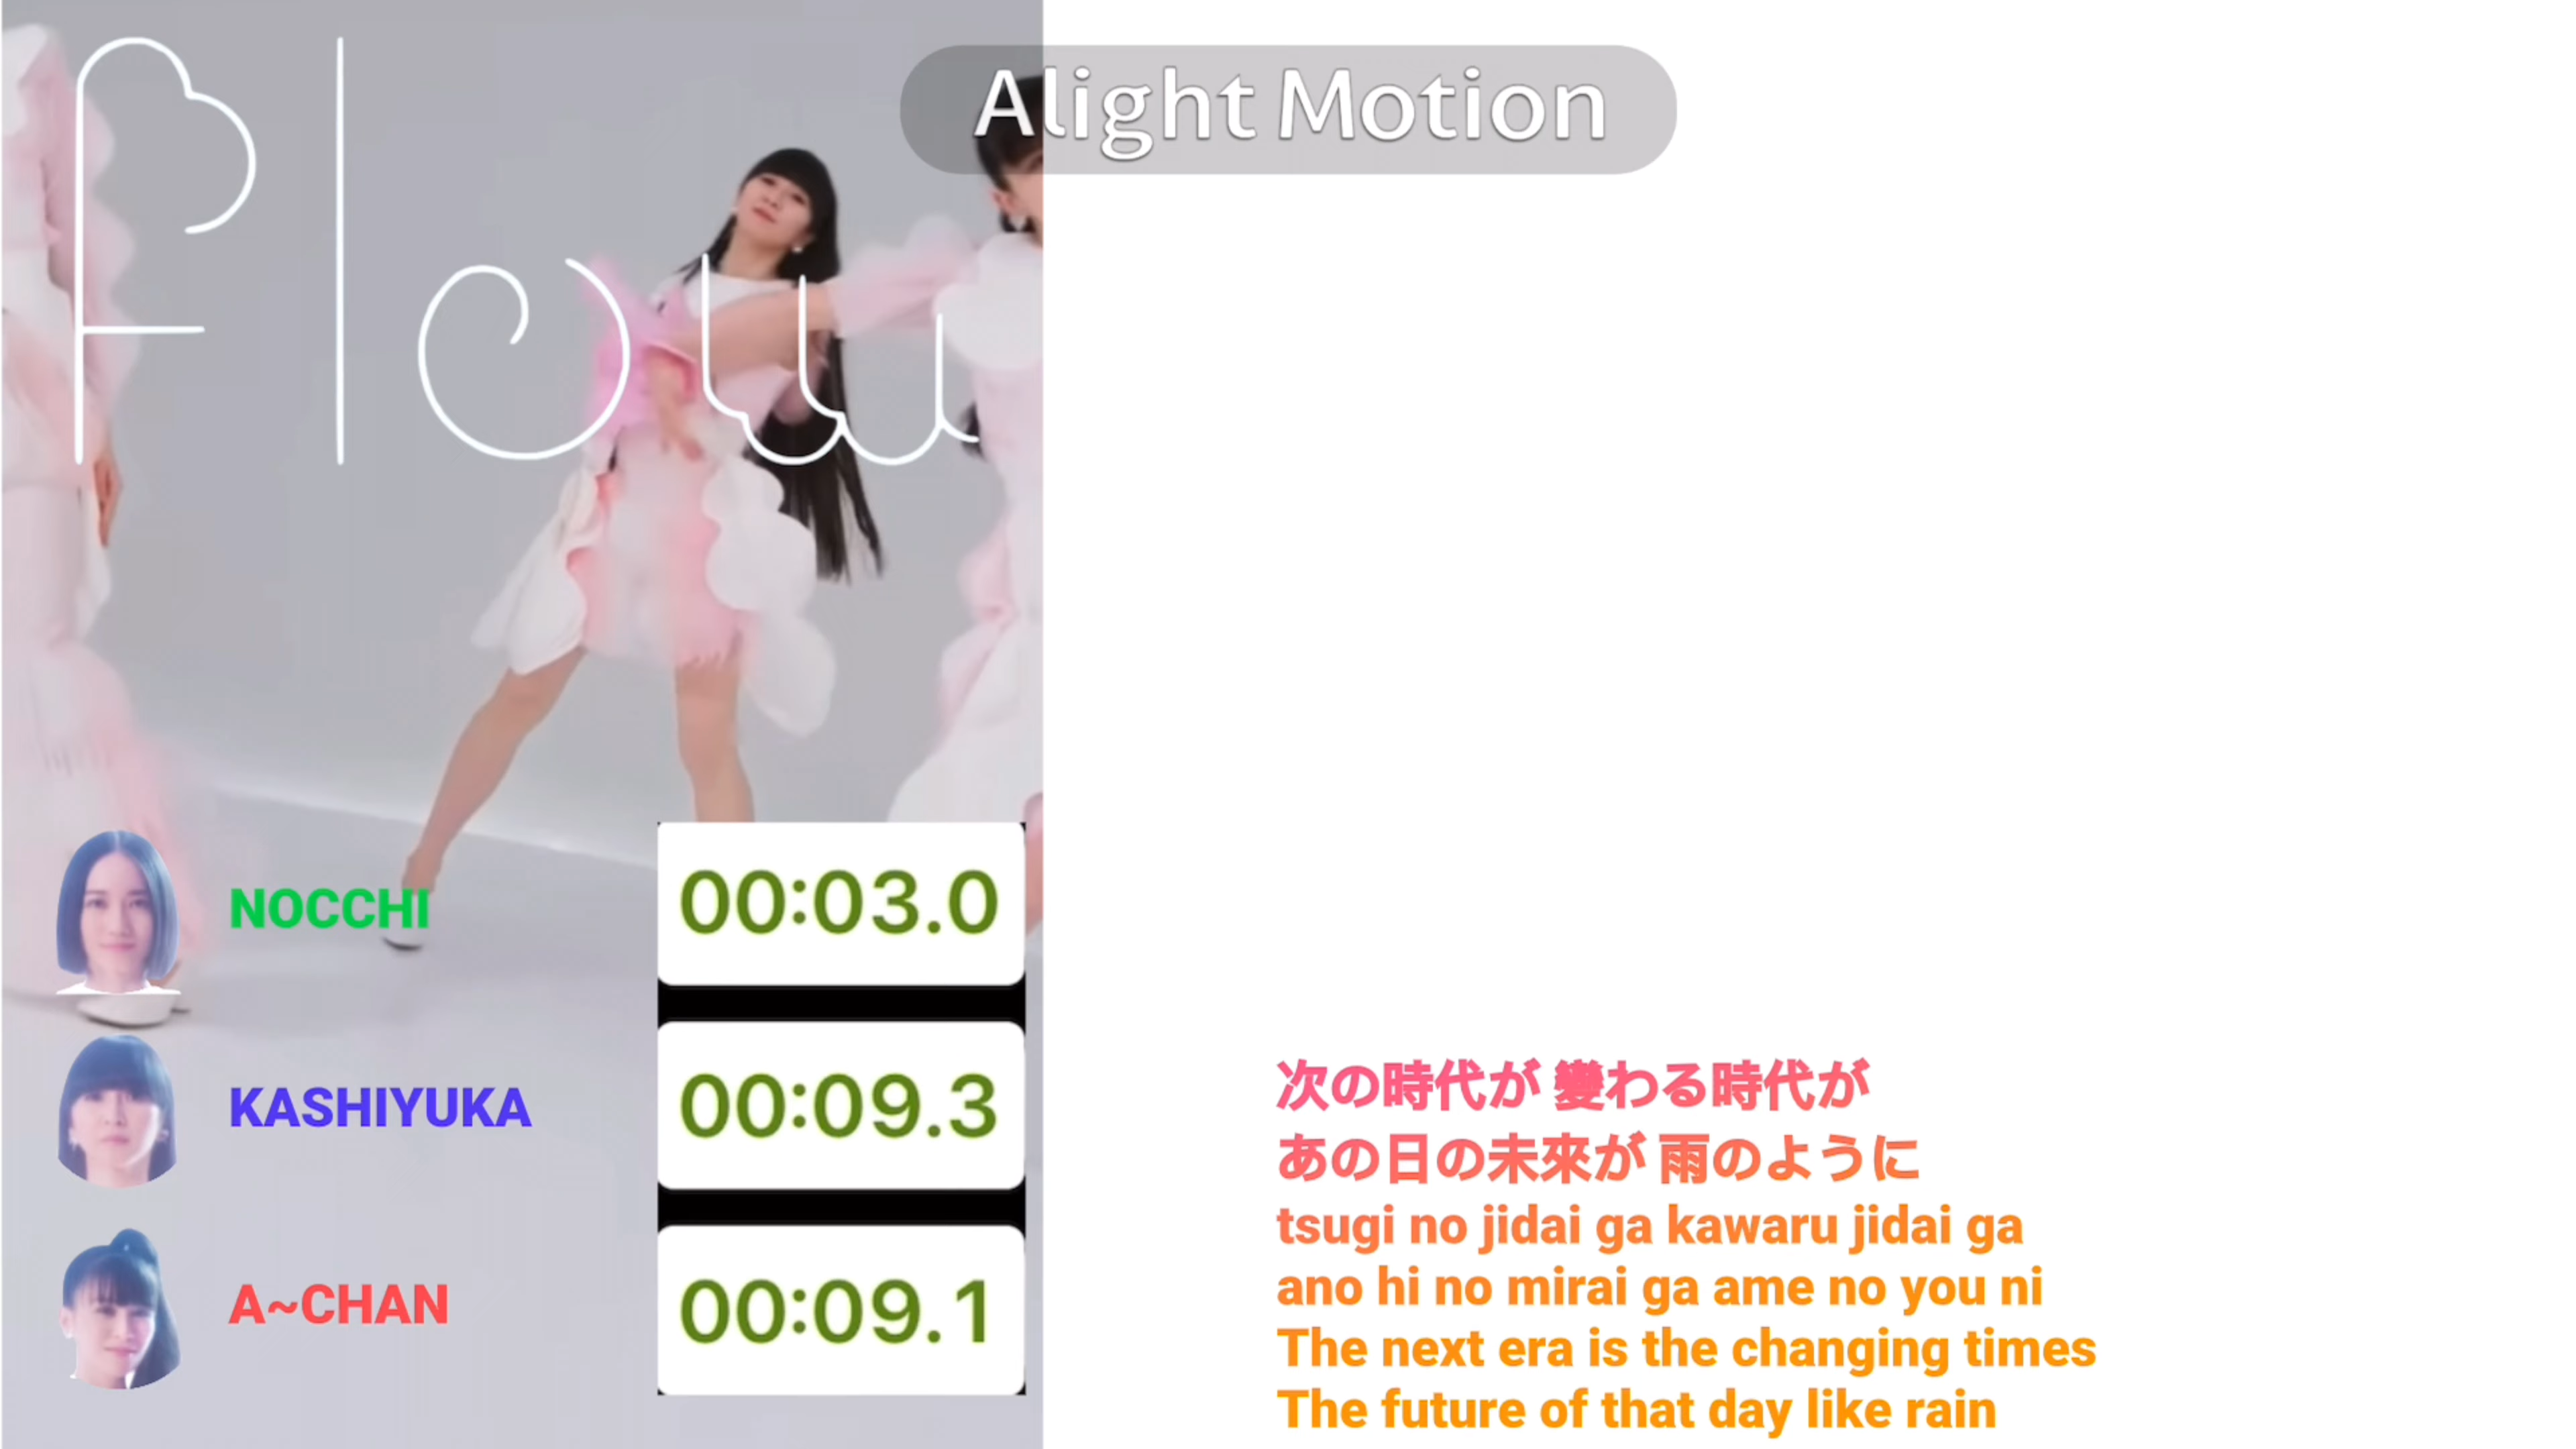 Flow
Alight Motion
NOCCHI
00:03.0
KASHIYUKA
00:09.3
A~CHAN
00:09.1
次の時代が 變わる時代が
あの日の未來が 雨のように
tsugi no jidai ga kawaru jidai ga
ano hi no mirai ga ame no you ni
The next era is the changing times
The future of that day like rain